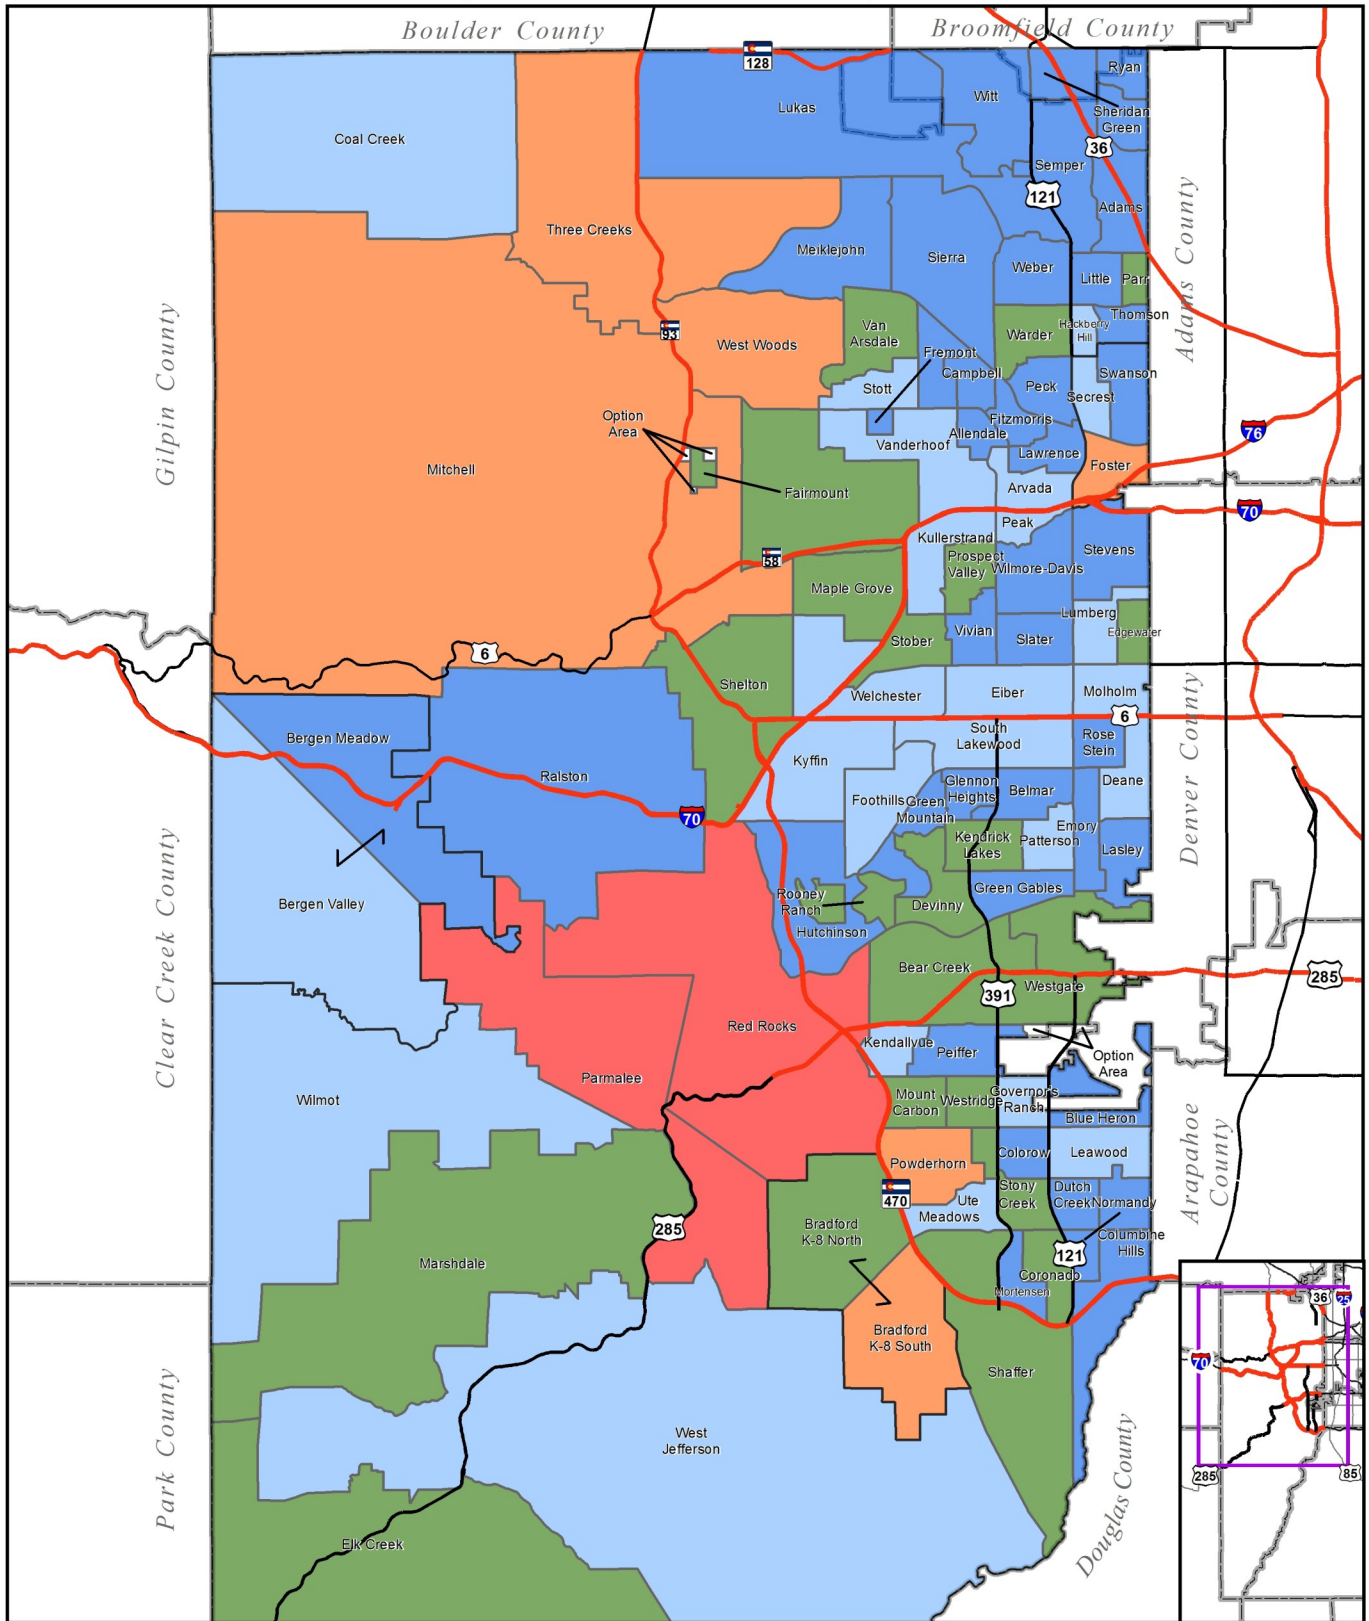 Boulder County
Broomfield County
128
Ryan
Lukas
Witt
Sheridan
Green
Coal Creek
36
Semper
121
Adams
Three Creeks
Meiklejohn
Sierra
Weber
Little
Parr
Adams County
Gilpin County
93
West Woods
Van
Arsdale
Warder
Hackberry
Hill
Thomson
Fremont
Campbell
Swanson
Stott
Peck
Secrest
Option
Area
Fitzmorris
Allendale
Vanderhoof
Lawrence
Foster
76
Mitchell
Fairmount
Arvada
70
Peak
Kullerstrand
58
Prospect
Valley
Wilmore-Davis
Stevens
Maple Grove
Lumberg
Edgewater
Stober
Vivian
Slater
6
Shelton
Welchester
Eiber
Molholm
6
Denver County
Bergen Meadow
South
Lakewood
Rose
Stein
Ralston
Kyffin
Deane
Glennon
Heights
Belmar
Foothills
Green
Mountain
70
Kendrick
Lakes
Patterson
Emory
Lasley
Clear Creek County
Bergen Valley
Rooney
Ranch
Devinny
Green Gables
Hutchinson
Bear Creek
Westgate
285
391
Red Rocks
Kendallvue
Peiffer
Option
Area
Parmalee
Wilmot
Mount
Carbon
Westridge
Governor's
Ranch
Blue Heron
Arapahoe
County
Powderhorn
Colorow
Leawood
470
Ute
Meadows
Stony
Creek
Dutch
Creek
Normandy
285
Bradford
K-8 North
Columbine
Hills
121
Marshdale
Coronado
Mortensen
Bradford
K-8 South
Shaffer
Park County
West
Jefferson
Douglas County
Elk Creek
36
25
70
285
85